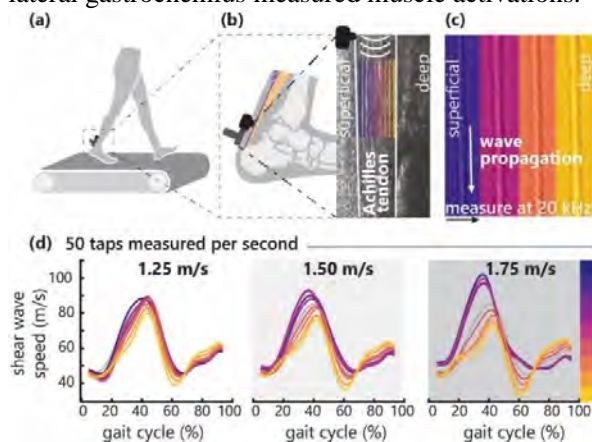 lateral gastrocnemius measured muscle activations.
(a)
(b)
(c)
superficial
deep
Achilles
tendon
superficial
deep
wave
propagation
measure at 20 kHz
(d) 50 taps measured per second
1.25 m/s
1.50 m/s
1.75 m/s
shear wave
speed (m/s)
100
80
60
40
0 20 40 60 80 100
0 20 40 60 80 100
0 20 40 60 80 100
gait cycle (%)
gait cycle (%)
gait cycle (%)